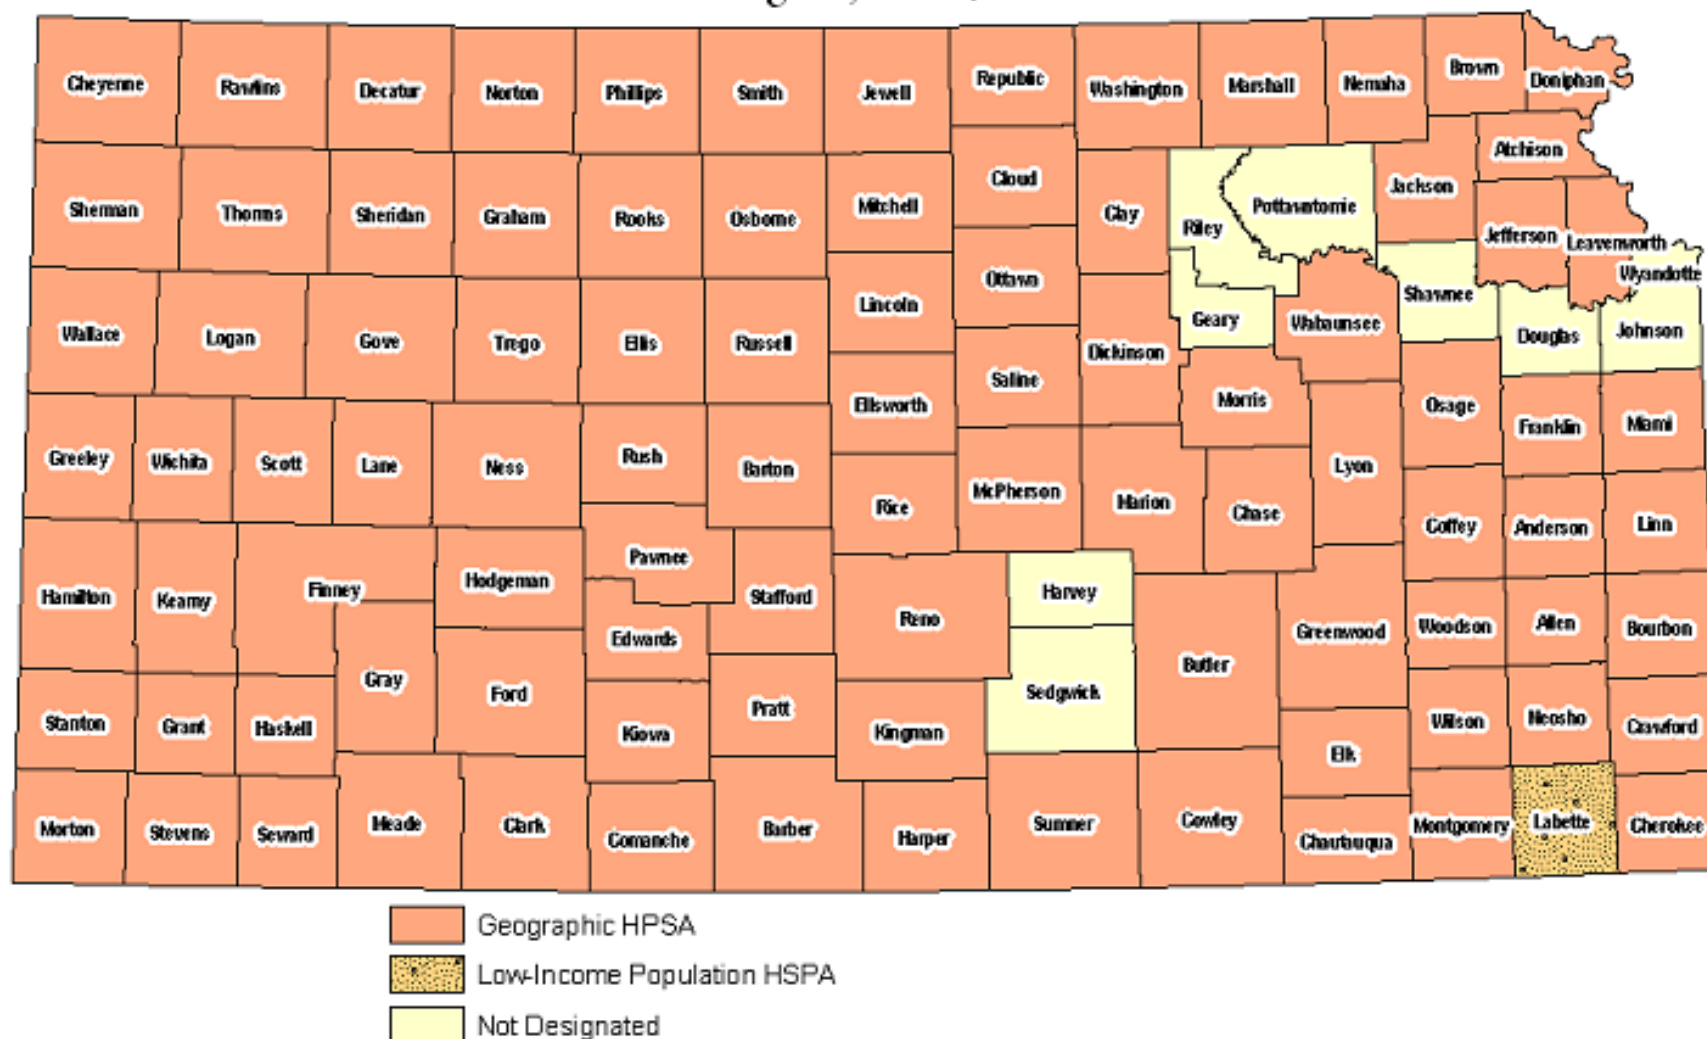 Cheyenne
Rawlins
Decatur
Norton
Phillips
Smith
Jewell
Republic
Washington
Marshall
Nemaha
Brown
Doniphan
Sherman
Thomas
Sheridan
Graham
Rooks
Osborne
Mitchell
Cloud
Clay
Riley
Pottawatomie
Jackson
Atchison
Jefferson
Leavenworth
Wyandotte
Wallace
Logan
Gove
Trego
Ellis
Russell
Lincoln
Ottawa
Dickinson
Geary
Wabaunsee
Shawnee
Douglas
Johnson
Ellsworth
Saline
Morris
Osage
Franklin
Miami
Greeley
Wichita
Scott
Lane
Ness
Rush
Barton
Rice
McPherson
Marion
Chase
Lyon
Coffey
Anderson
Linn
Hamilton
Kearny
Finney
Hodgeman
Pawnee
Stafford
Reno
Harvey
Butler
Greenwood
Woodson
Allen
Bourbon
Gray
Ford
Edwards
Pratt
Kingman
Sedgwick
Elk
Wilson
Neosho
Crawford
Stanton
Grant
Haskell
Kiowa
Morton
Stevens
Seward
Meade
Clark
Comanche
Barber
Harper
Sumner
Cowley
Chautauqua
Montgomery
Labette
Cherokee
Geographic HPSA
Low-Income Population HSPA
Not Designated